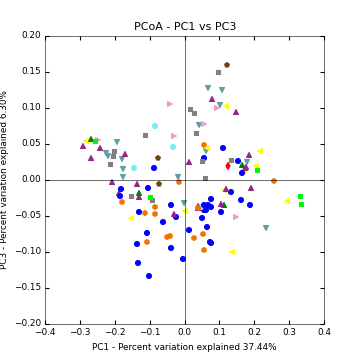 PCoA - PC1 vs PC3
PC3 - Percent variation explained 6.30%
0.20
0.15
0.10
0.05
0.00
−0.05
−0.10
−0.15
−0.20
−0.4 −0.3 −0.2 −0.1 0.0 0.1 0.2 0.3 0.4
PC1 - Percent variation explained 37.44%